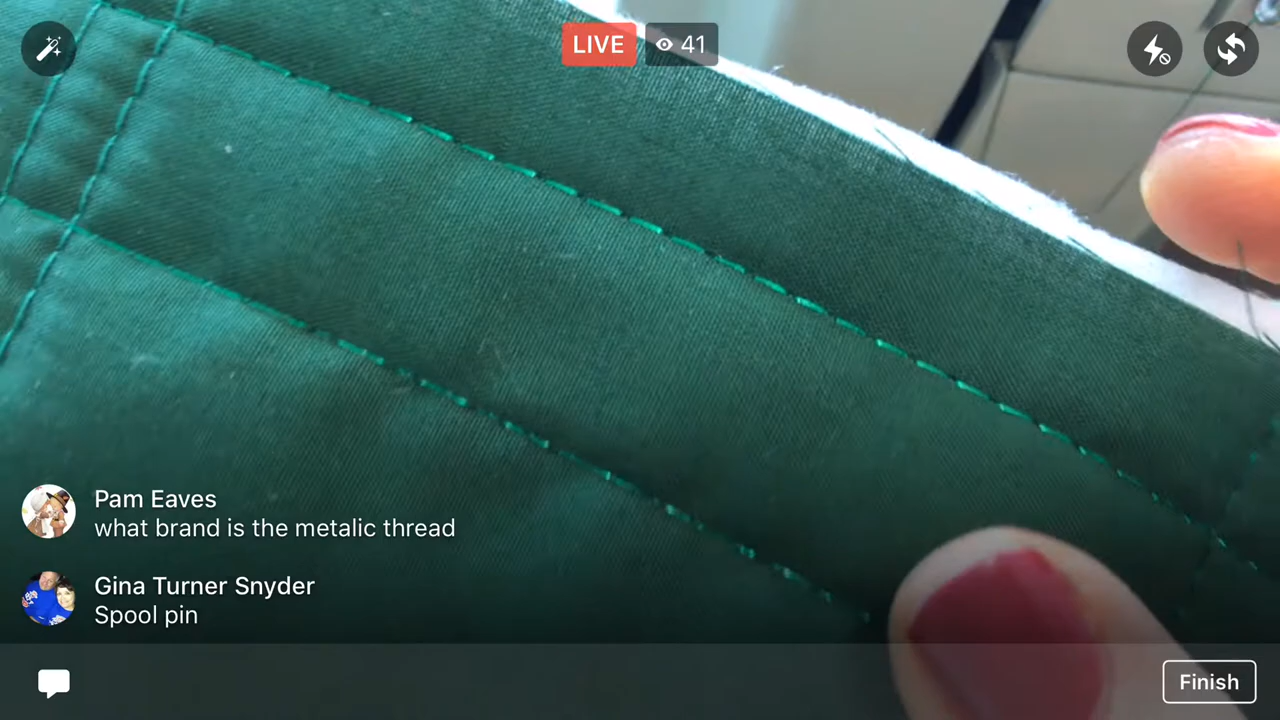 LIVE 41
Pam Eaves
what brand is the metalic thread
Gina Turner Snyder
Spool pin
Finish